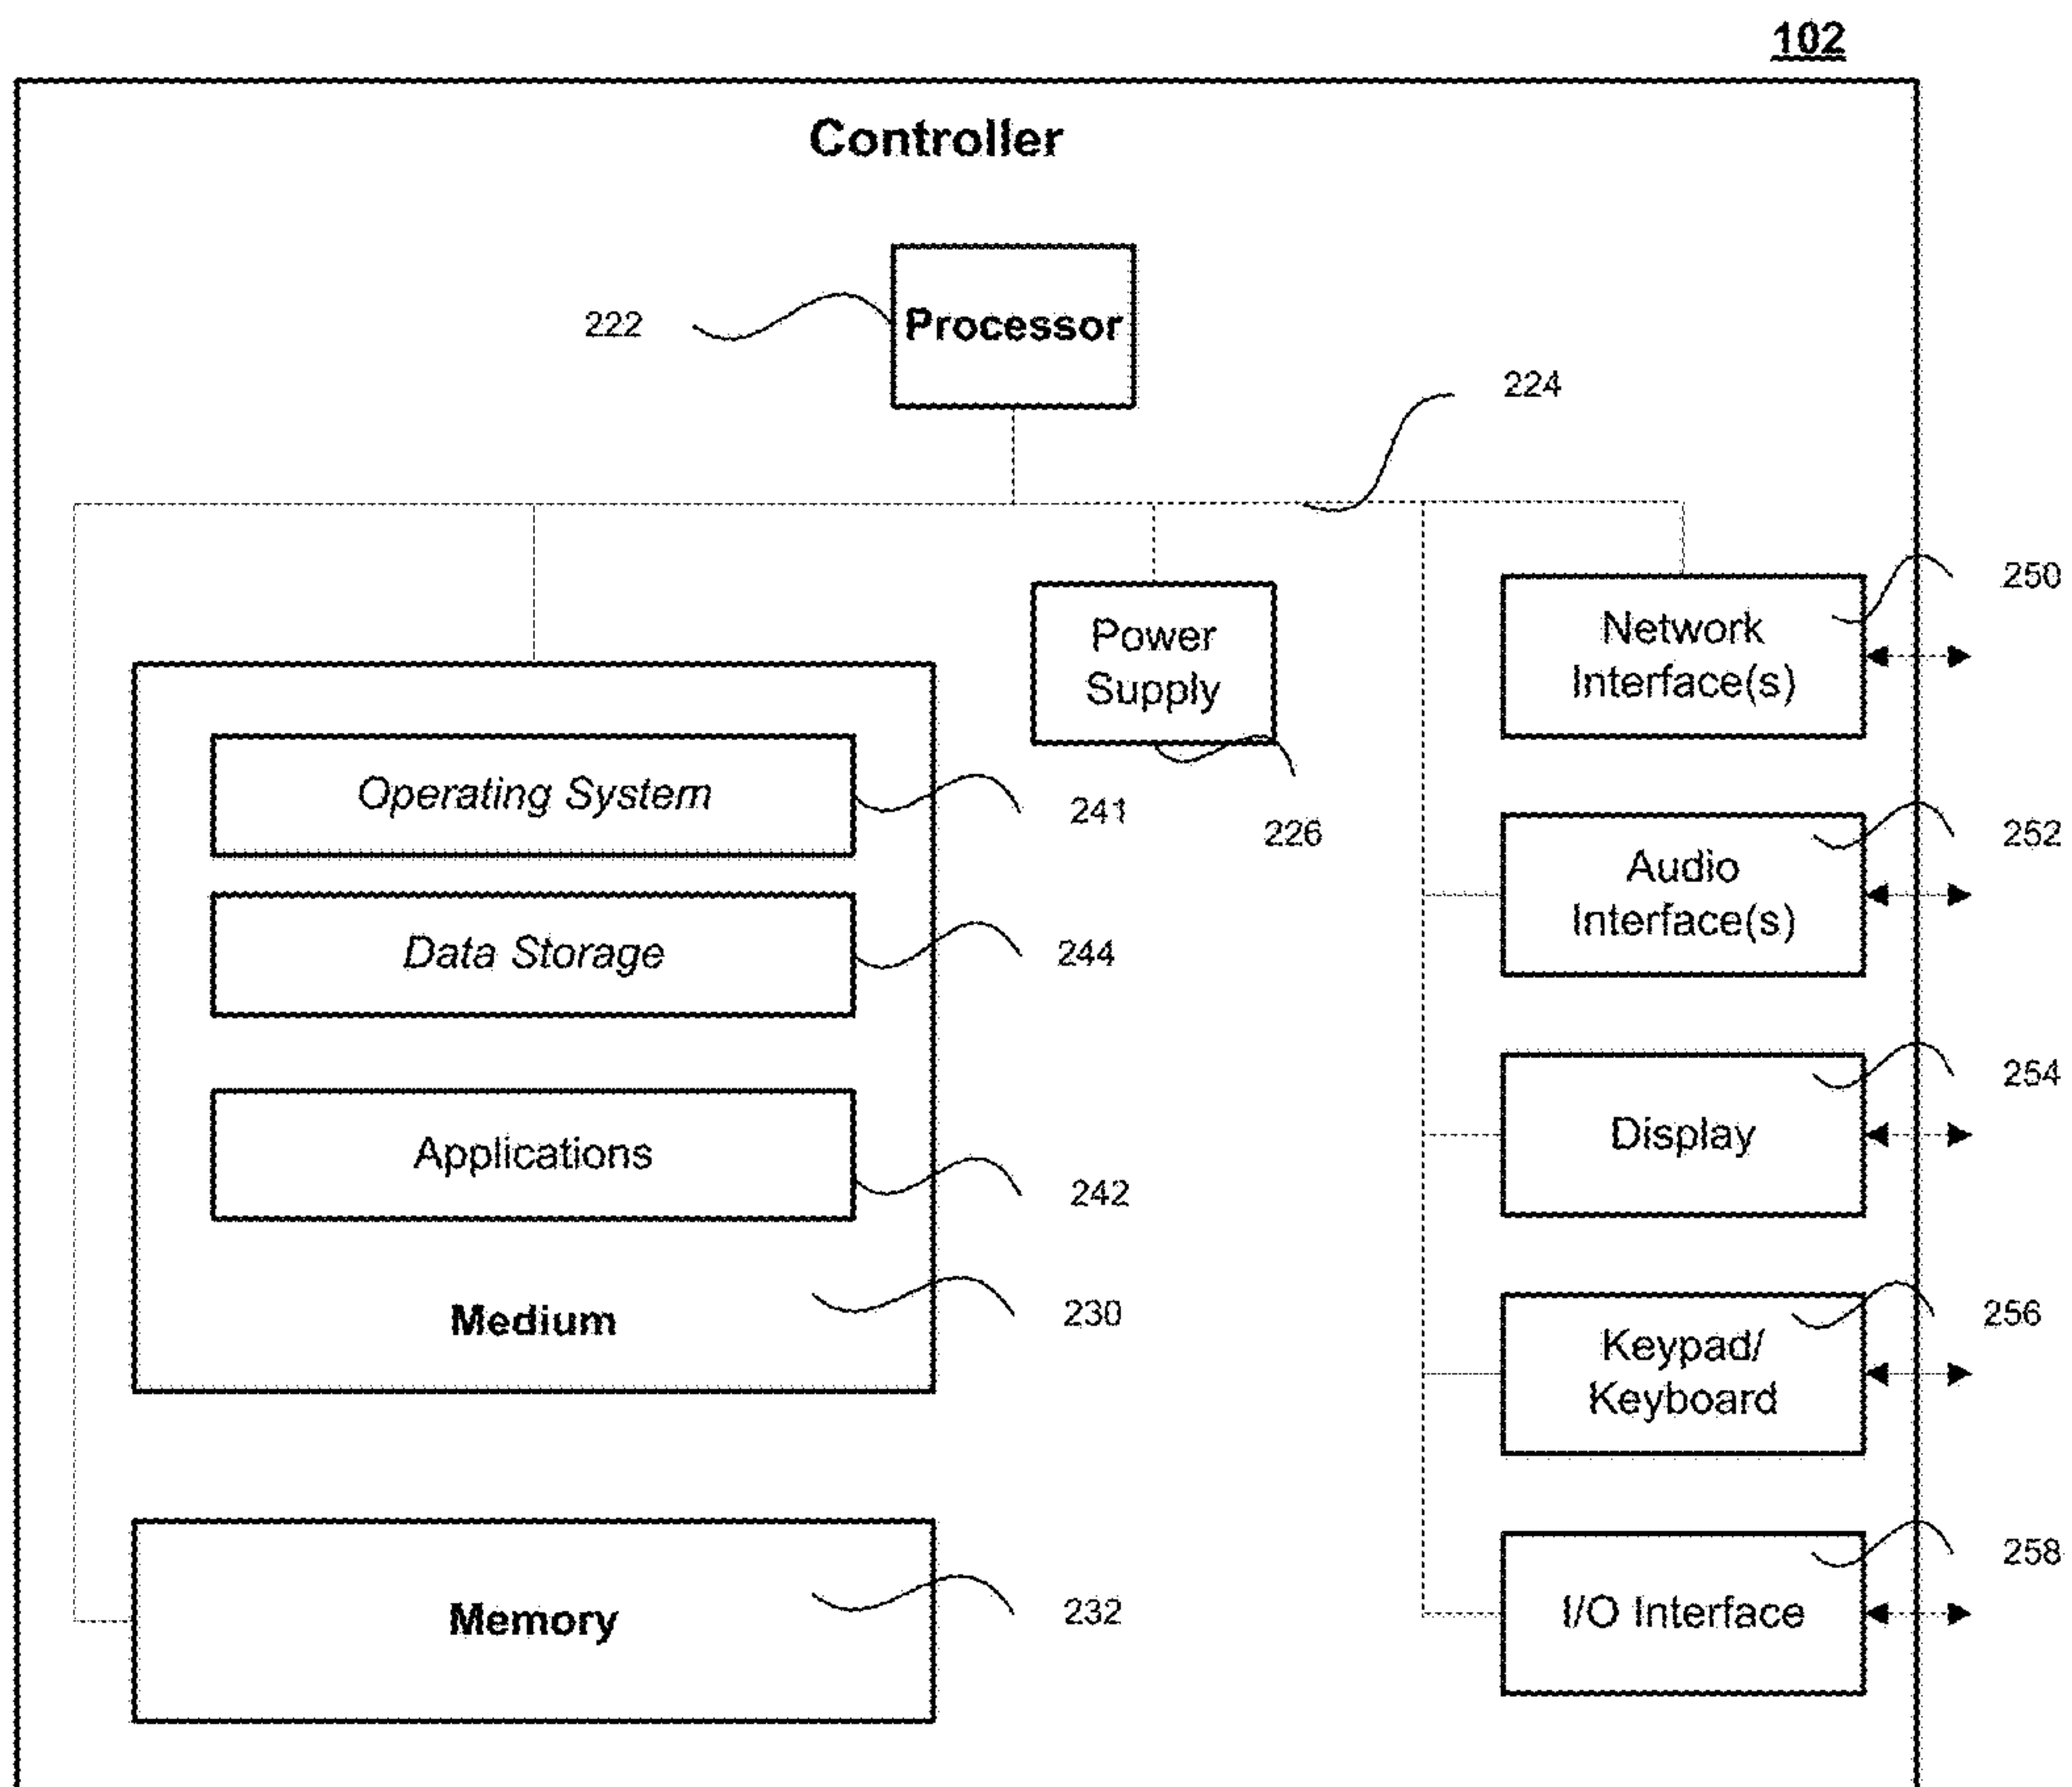 102
Controller
222
Processor
224
Power
Supply
226
Network
Interface(s)
250
Operating System
241
Audio
Interface(s)
252
Data Storage
244
Display
254
Applications
242
Medium
230
Keypad/
Keyboard
256
Memory
232
I/O Interface
258